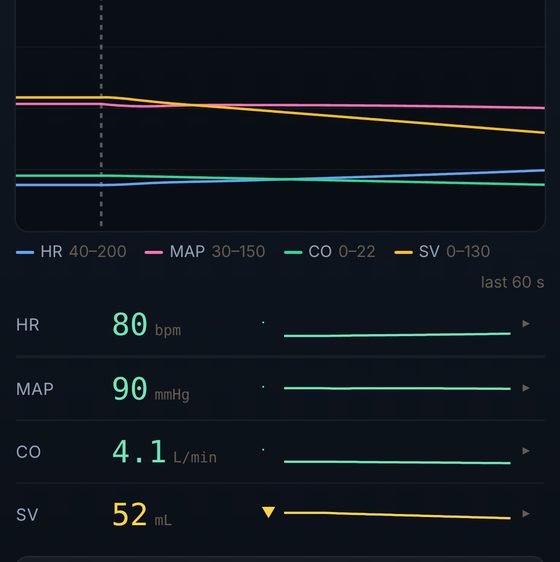 HR 40–200 MAP 30–150 CO 0–22 SV 0–130
last 60 s
HR 80 bpm
MAP 90 mmHg
CO 4.1 L/min
SV 52 mL